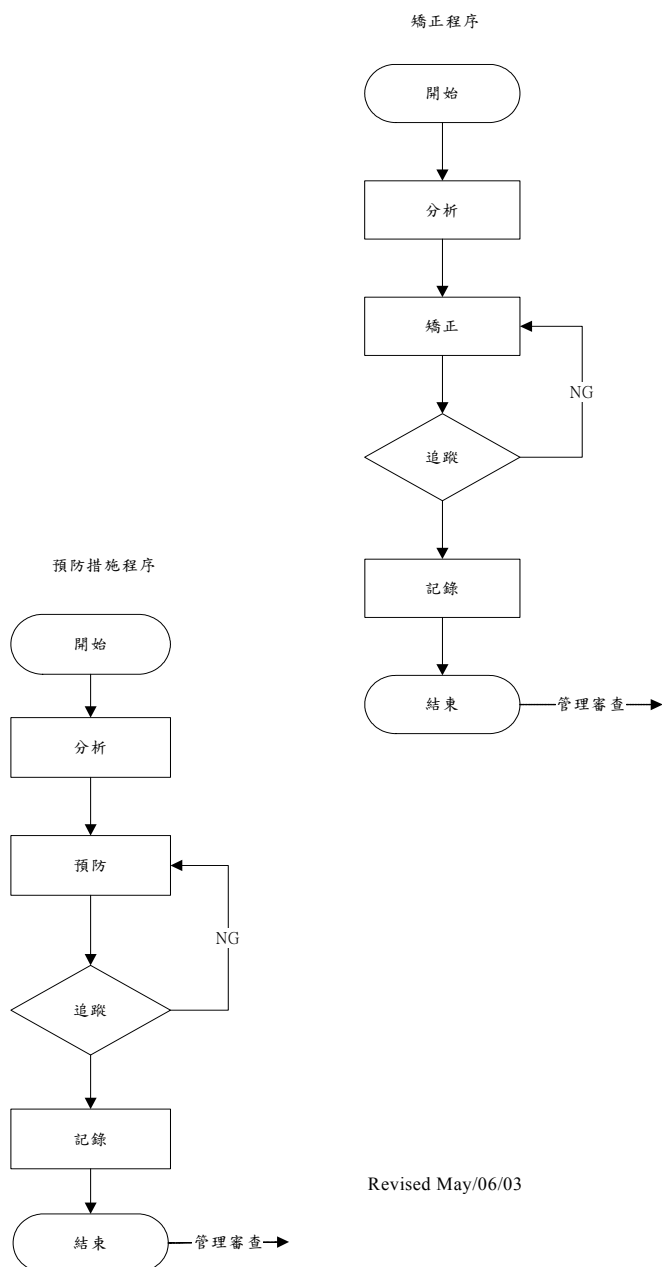 矯正程序
開始
分析
矯正
NG
追蹤
記錄
結束
管理審查
預防措施程序
開始
分析
預防
NG
追蹤
記錄
結束
管理審查
Revised May/06/03